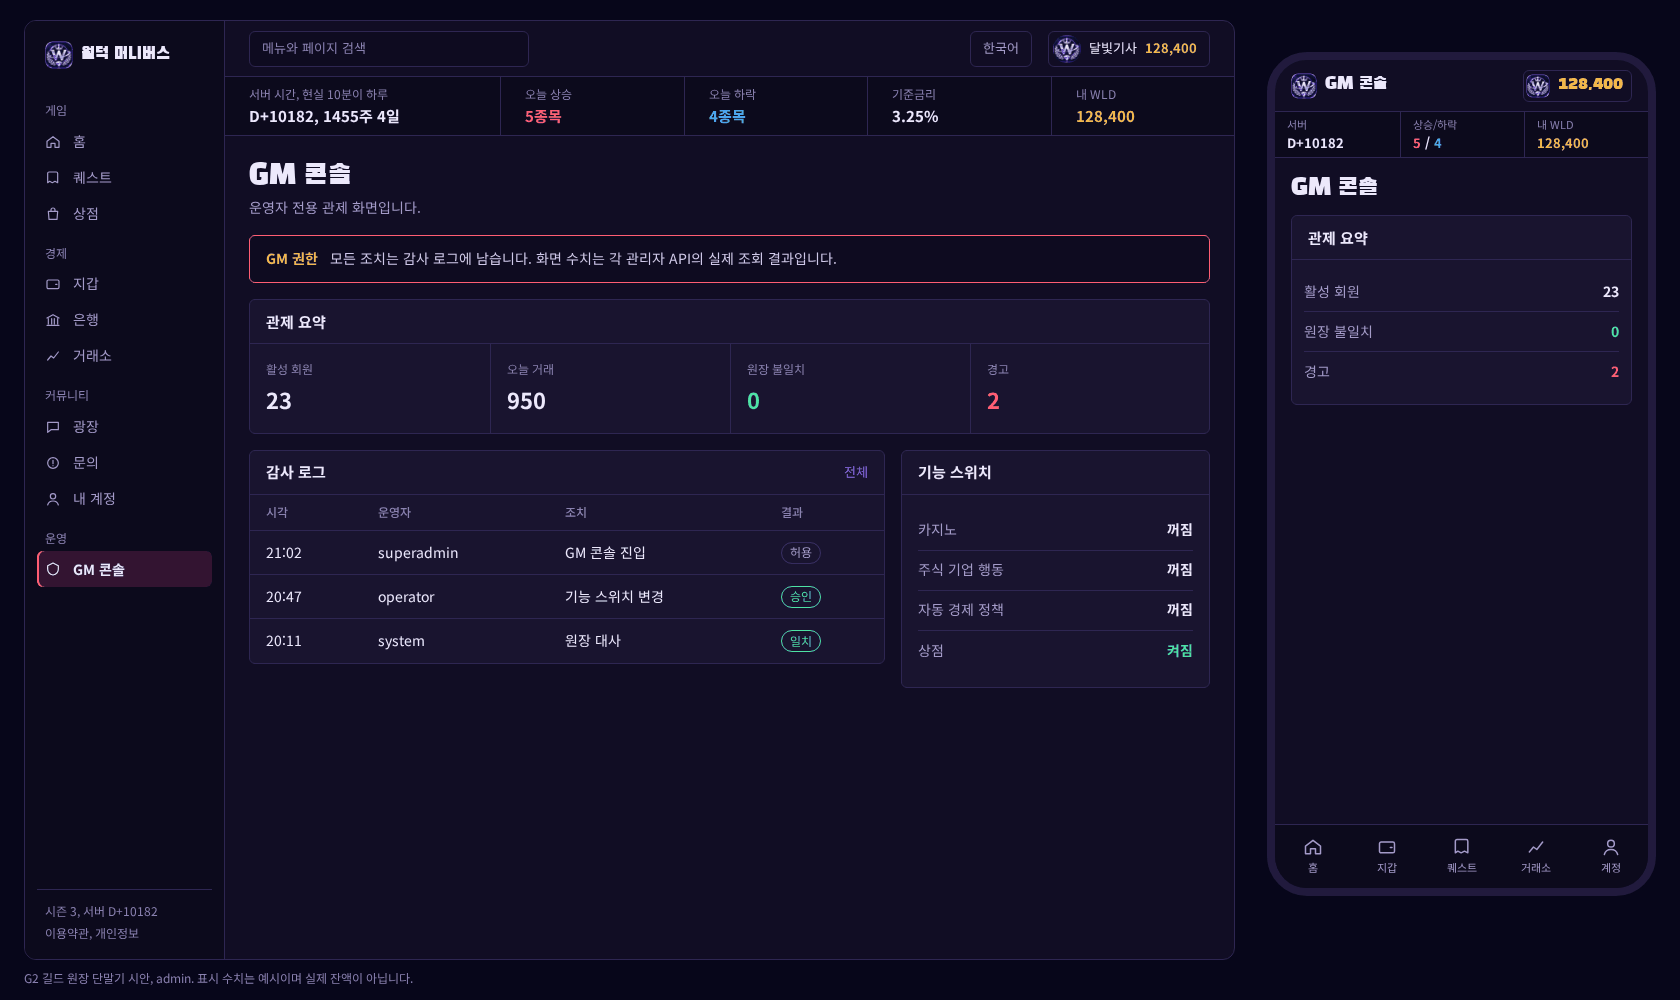 월덕 머니버스
게임
홈
퀘스트
상점
경제
지갑
은행
거래소
커뮤니티
광장
문의
내 계정
운영
GM 콘솔
시즌 3, 서버 D+10182
이용약관, 개인정보
메뉴와 페이지 검색
한국어
달빛기사 128,400
서버 시간, 현실 10분이 하루
D+10182, 1455주 4일
오늘 상승
5종목
오늘 하락
4종목
기준금리
3.25%
내 WLD
128,400
GM 콘솔
운영자 전용 관제 화면입니다.
GM 권한 모든 조치는 감사 로그에 남습니다. 화면 수치는 각 관리자 API의 실제 조회 결과입니다.
관제 요약
활성 회원
23
오늘 거래
950
원장 불일치
0
경고
2
감사 로그 전체
시각 운영자 조치 결과
21:02 superadmin GM 콘솔 진입 허용
20:47 operator 기능 스위치 변경 승인
20:11 system 원장 대사 일치
기능 스위치
카지노 꺼짐
주식 기업 행동 꺼짐
자동 경제 정책 꺼짐
상점 켜짐
G2 길드 원장 단말기 시안, admin. 표시 수치는 예시이며 실제 잔액이 아닙니다.
GM 콘솔 128,400
서버
D+10182
상승/하락
5 / 4
내 WLD
128,400
GM 콘솔
관제 요약
활성 회원 23
원장 불일치 0
경고 2
홈 지갑 퀘스트 거래소 계정